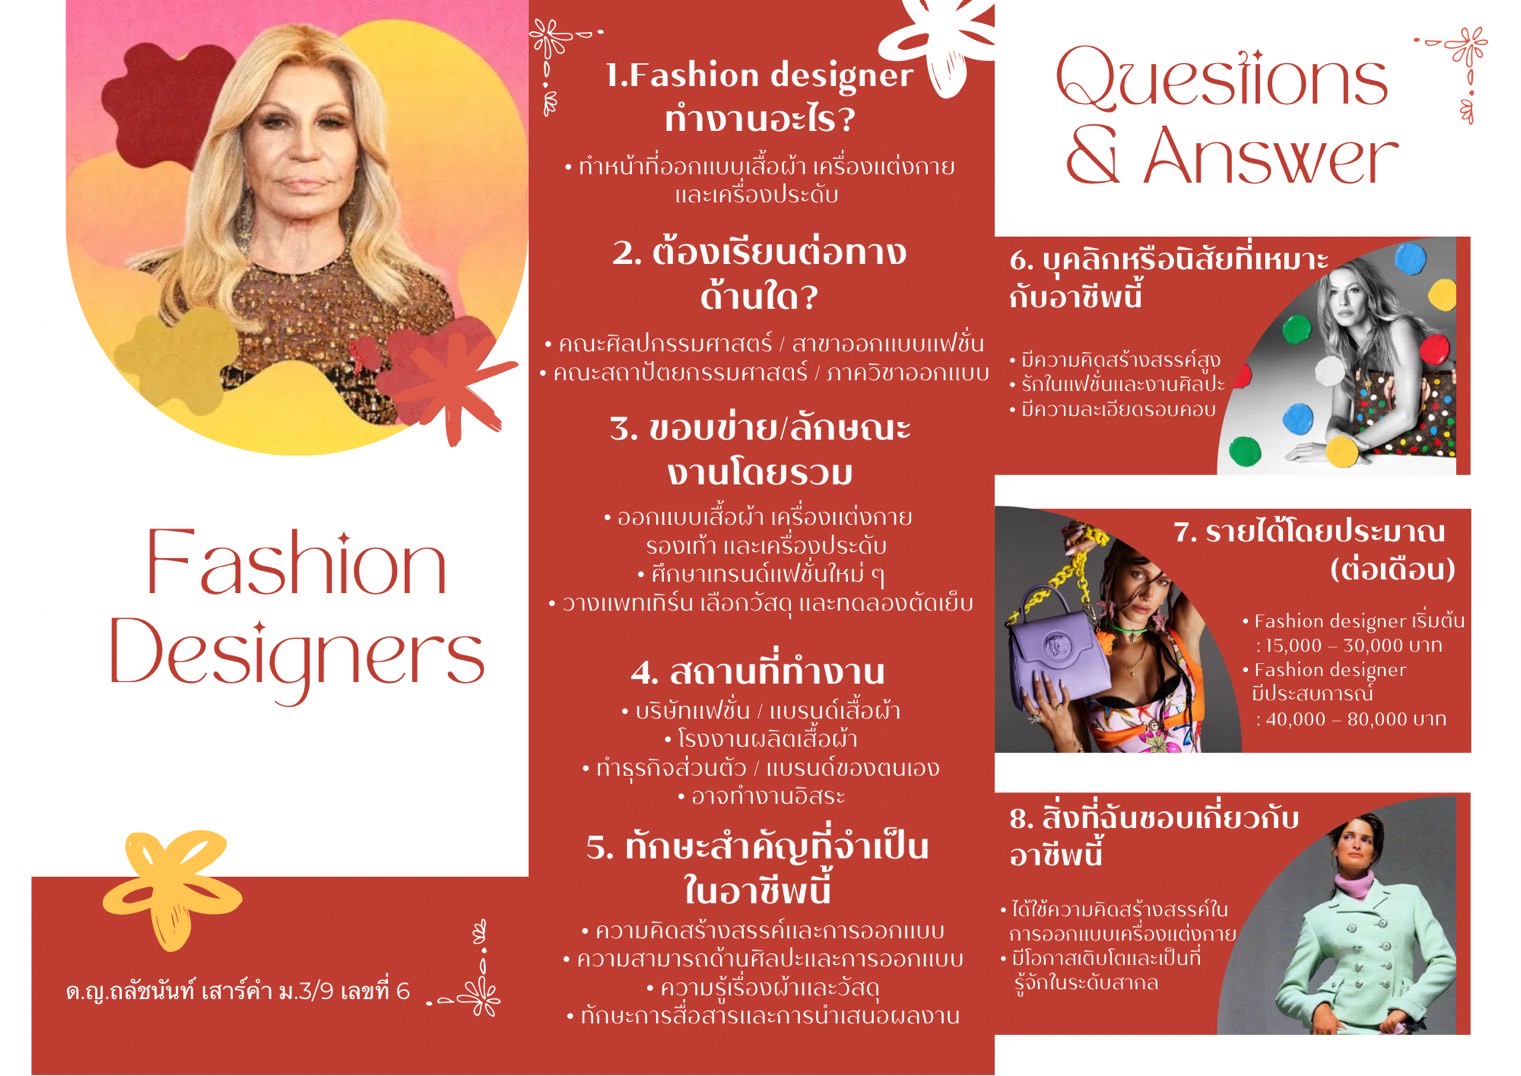 Fashion
Designers
ด.ญ.ถลัชนันท์ เสาร์คำ ม.3/9 เลขที่ 6
1.Fashion designer
ทำงานอะไร?
• ทำหน้าที่ออกแบบเสื้อผ้า เครื่องแต่งกาย
และเครื่องประดับ
2. ต้องเรียนต่อทาง
ด้านใด?
• คณะศิลปกรรมศาสตร์ / สาขาออกแบบแฟชั่น
• คณะสถาปัตยกรรมศาสตร์ / ภาควิชาออกแบบ
3. ขอบข่าย/ลักษณะ
งานโดยรวม
• ออกแบบเสื้อผ้า เครื่องแต่งกาย
รองเท้า และเครื่องประดับ
• ศึกษาเทรนด์แฟชั่นใหม่ ๆ
• วางแพทเทิร์น เลือกวัสดุ และทดลองตัดเย็บ
4. สถานที่ทำงาน
• บริษัทแฟชั่น / แบรนด์เสื้อผ้า
• โรงงานผลิตเสื้อผ้า
• ทำธุรกิจส่วนตัว / แบรนด์ของตนเอง
• อาจทำงานอิสระ
5. ทักษะสำคัญที่จำเป็น
ในอาชีพนี้
• ความคิดสร้างสรรค์และการออกแบบ
• ความสามารถด้านศิลปะและการออกแบบ
• ความรู้เรื่องผ้าและวัสดุ
• ทักษะการสื่อสารและการนำเสนอผลงาน
Questions
& Answer
6. บุคลิกหรือนิสัยที่เหมาะ
กับอาชีพนี้
• มีความคิดสร้างสรรค์สูง
• รักในแฟชั่นและงานศิลปะ
• มีความละเอียดรอบคอบ
7. รายได้โดยประมาณ
(ต่อเดือน)
• Fashion designer เริ่มต้น
: 15,000 – 30,000 บาท
• Fashion designer
มีประสบการณ์
: 40,000 – 80,000 บาท
8. สิ่งที่ฉันชอบเกี่ยวกับ
อาชีพนี้
• ได้ใช้ความคิดสร้างสรรค์ใน
การออกแบบเครื่องแต่งกาย
• มีโอกาสเติบโตและเป็นที่
รู้จักในระดับสากล